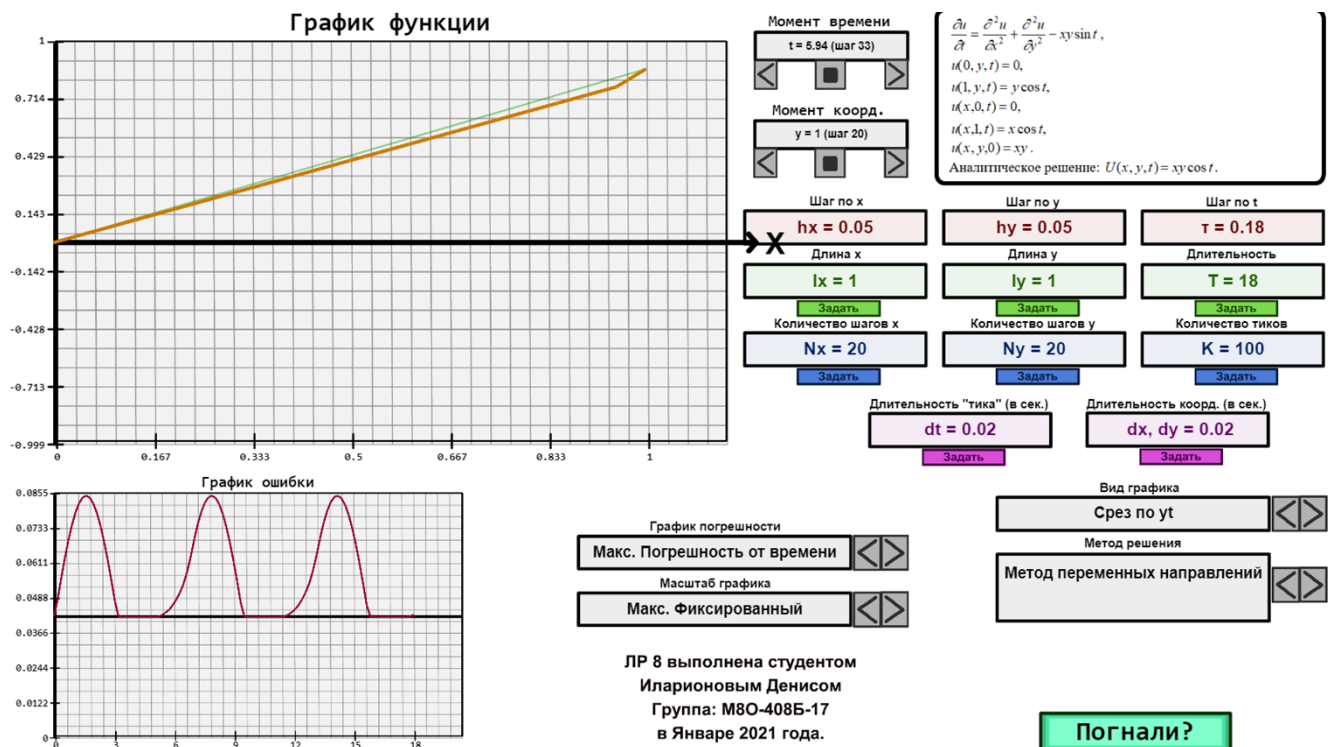 График функции
1
0.714
0.429
0.143
-0.142
-0.428
-0.713
-0.999
0 0.167 0.333 0.5 0.667 0.833 1
X
Момент времени
t = 5.94 (шаг 33)
Момент коорд.
y = 1 (шаг 20)
∂u/∂t = ∂²u/∂x² + ∂²u/∂y² − xy sin t ,
u(0, y, t) = 0,
u(1, y, t) = y cos t,
u(x,0, t) = 0,
u(x,1, t) = x cos t,
u(x, y,0) = xy .
Аналитическое решение: U(x, y, t) = xy cos t .
Шаг по x Шаг по y Шаг по t
hx = 0.05 hy = 0.05 τ = 0.18
Длина x Длина y Длительность
lx = 1 ly = 1 T = 18
Задать Задать Задать
Количество шагов x Количество шагов y Количество тиков
Nx = 20 Ny = 20 K = 100
Задать Задать Задать
Длительность "тика" (в сек.) Длительность коорд. (в сек.)
dt = 0.02 dx, dy = 0.02
Задать Задать
График ошибки
0.0855
0.0733
0.0611
0.0488
0.0366
0.0244
0.0122
0 3 6 9 12 15 18
График погрешности
Макс. Погрешность от времени
Масштаб графика
Макс. Фиксированный
Вид графика
Срез по yt
Метод решения
Метод переменных направлений
ЛР 8 выполнена студентом
Иларионовым Денисом
Группа: М8О-408Б-17
в Январе 2021 года.
Погнали?